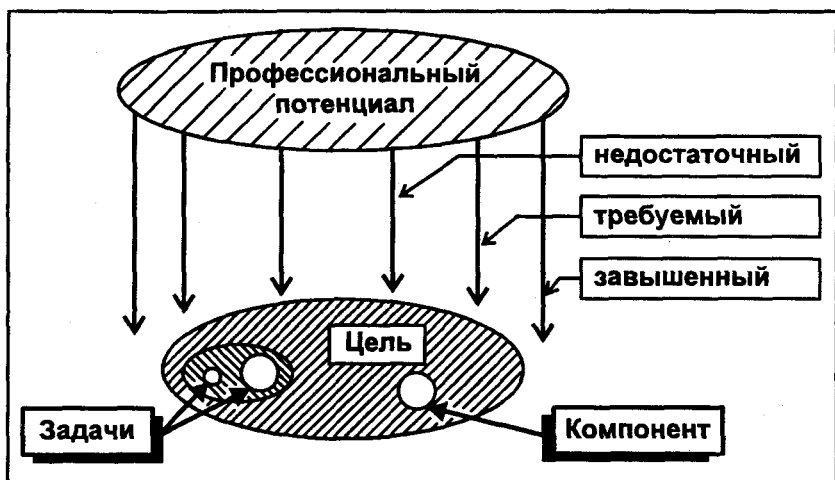 Профессиональный
потенциал
недостаточный
требуемый
завышенный
Цель
Задачи
Компонент